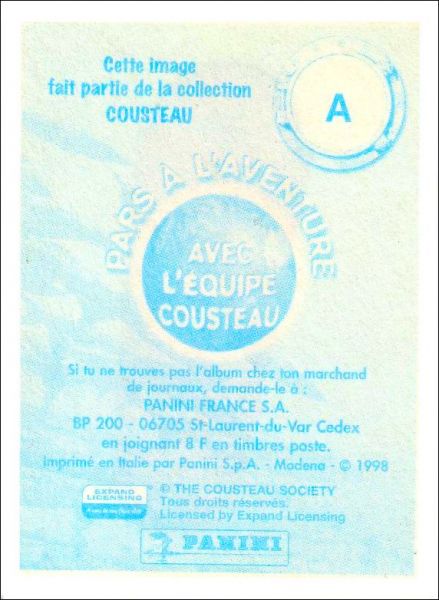 Cette image
fait partie de la collection
COUSTEAU
A
PARS À L'AVENTURE
AVEC
L'ÉQUIPE
COUSTEAU
Si tu ne trouves pas l'album chez ton marchand
de journaux, demande-le à :
PANINI FRANCE S.A.
BP 200 - 06705 St-Laurent-du-Var Cedex
en joignant 8 F en timbres poste.
Imprimé en Italie par Panini S.p.A. - Modena - © 1998
EXPAND
LICENSING
© THE COUSTEAU SOCIETY
Tous droits réservés.
Licensed by Expand Licensing
PANINI